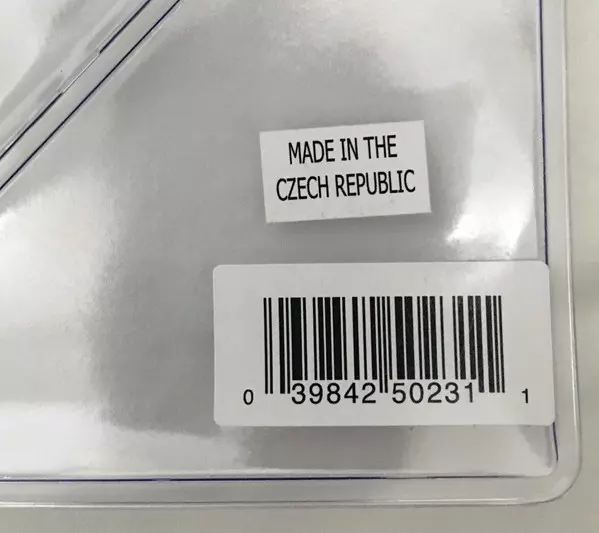 MADE IN THE
CZECH REPUBLIC
0 39842 50231 1